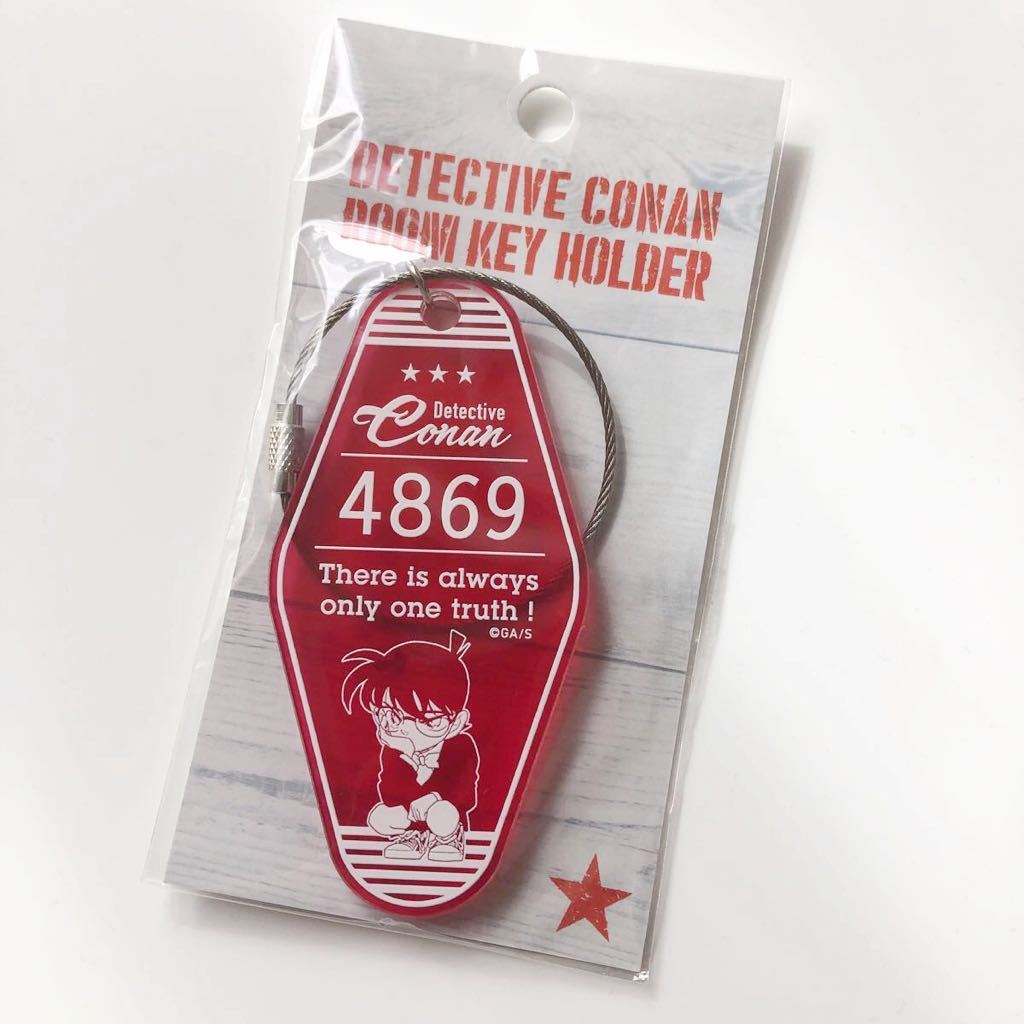 DETECTIVE CONAN
ROOM KEY HOLDER
Detective
Conan
4869
There is always
only one truth !
©GA/S